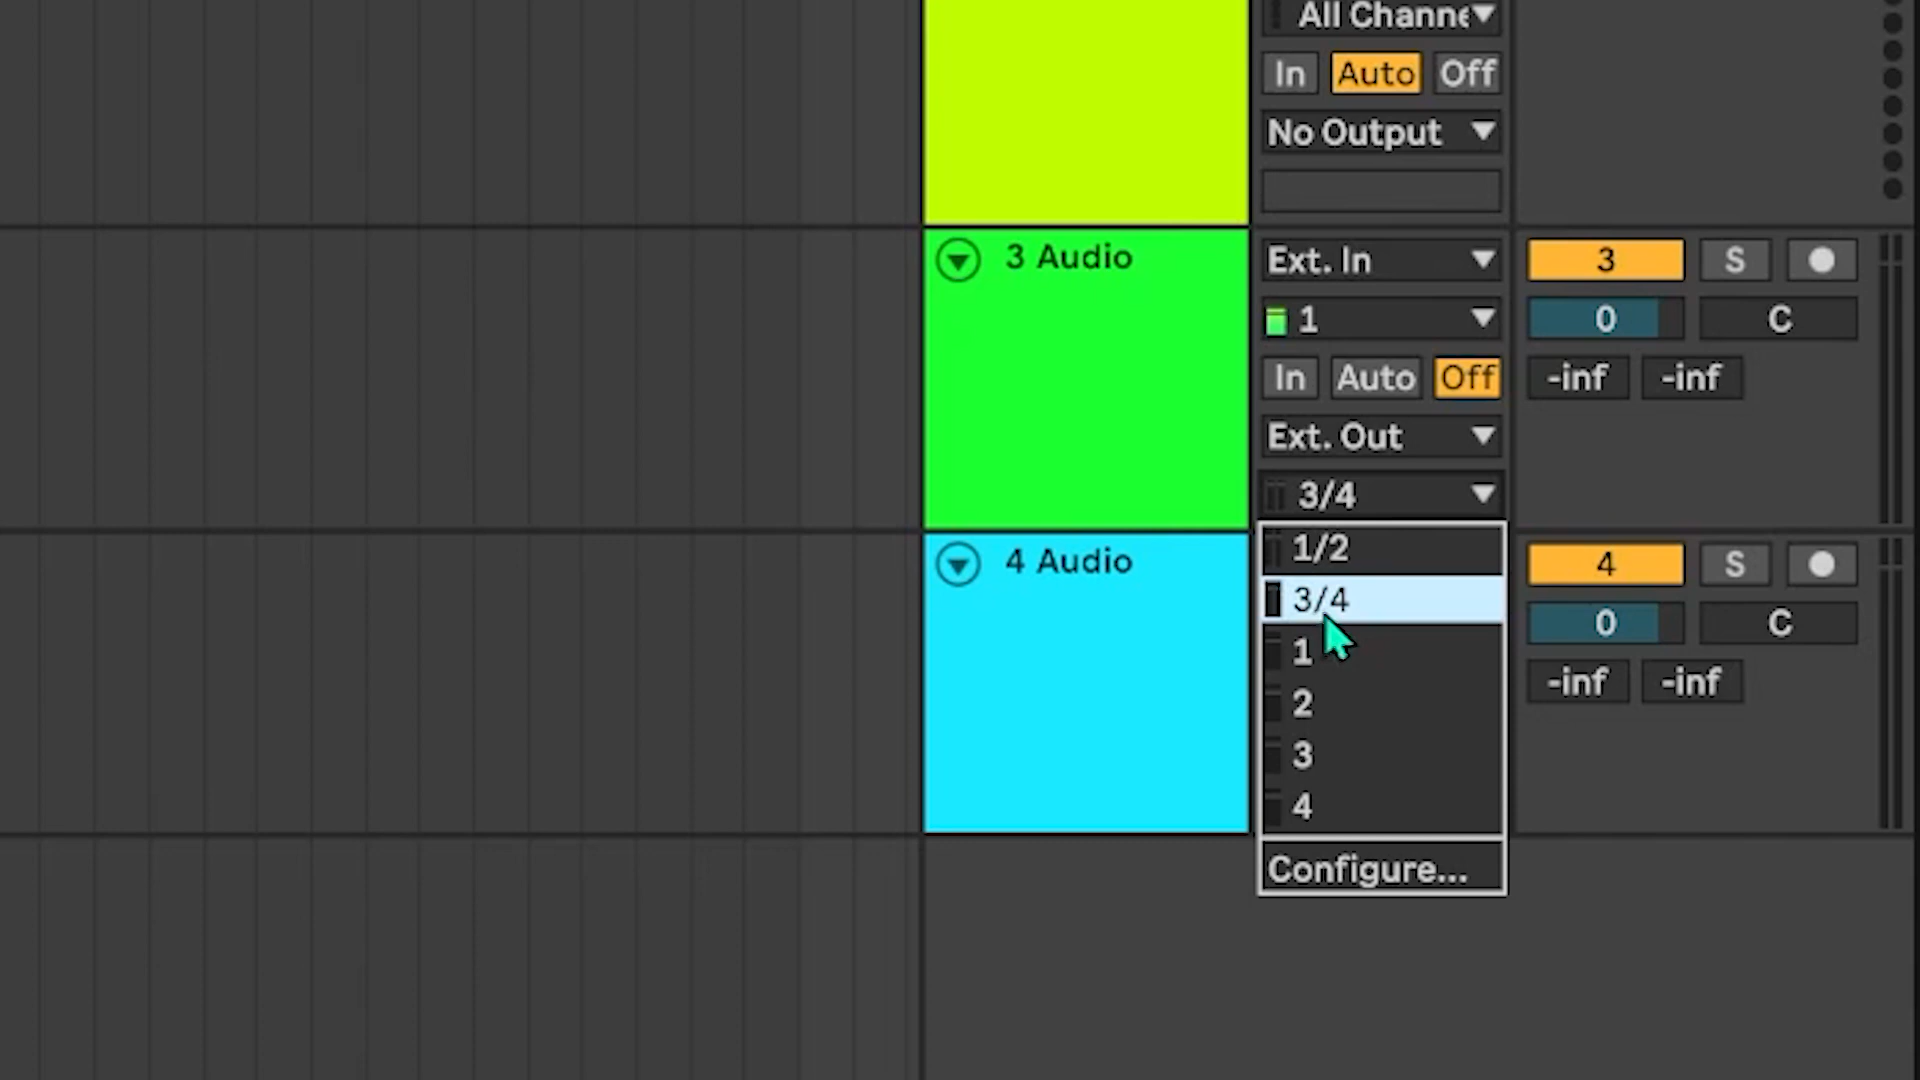 All Channe
In Auto Off
No Output
3 Audio
Ext. In
3 S
1
0 C
In Auto Off
-inf -inf
Ext. Out
3/4
1/2
3/4
1
2
3
4
Configure...
4 Audio
4 S
0 C
-inf -inf